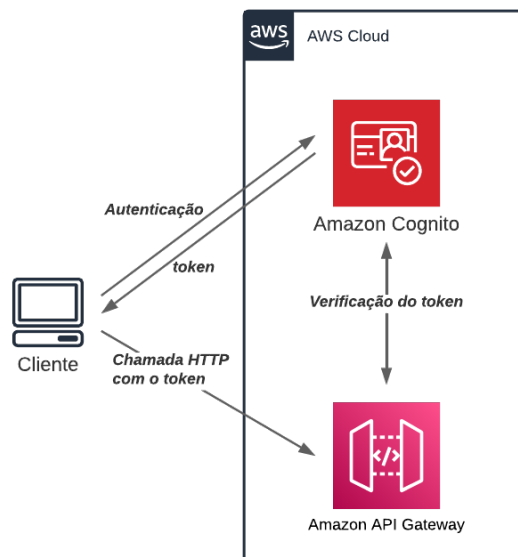 aws
AWS Cloud
Autenticação
Amazon Cognito
token
Verificação do token
Cliente
Chamada HTTP
com o token
</>
Amazon API Gateway